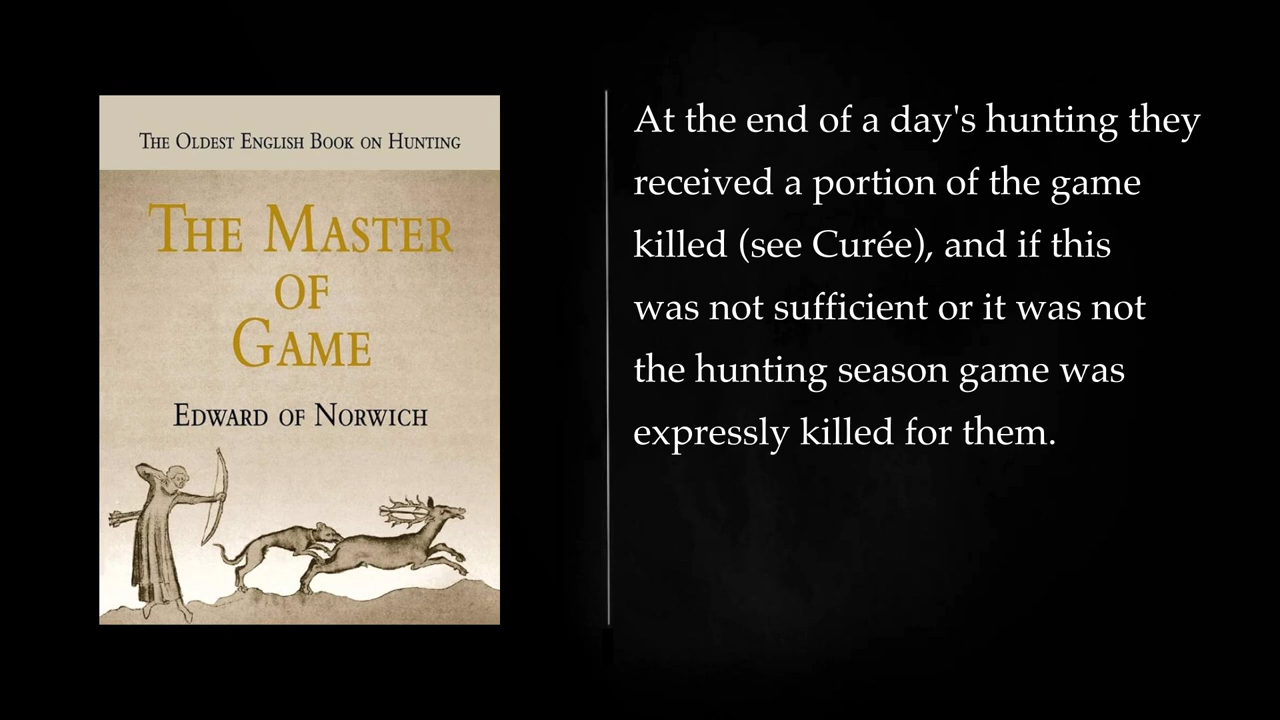 THE OLDEST ENGLISH BOOK ON HUNTING
THE MASTER
OF
GAME
EDWARD OF NORWICH
At the end of a day's hunting they
received a portion of the game
killed (see Curée), and if this
was not sufficient or it was not
the hunting season game was
expressly killed for them.